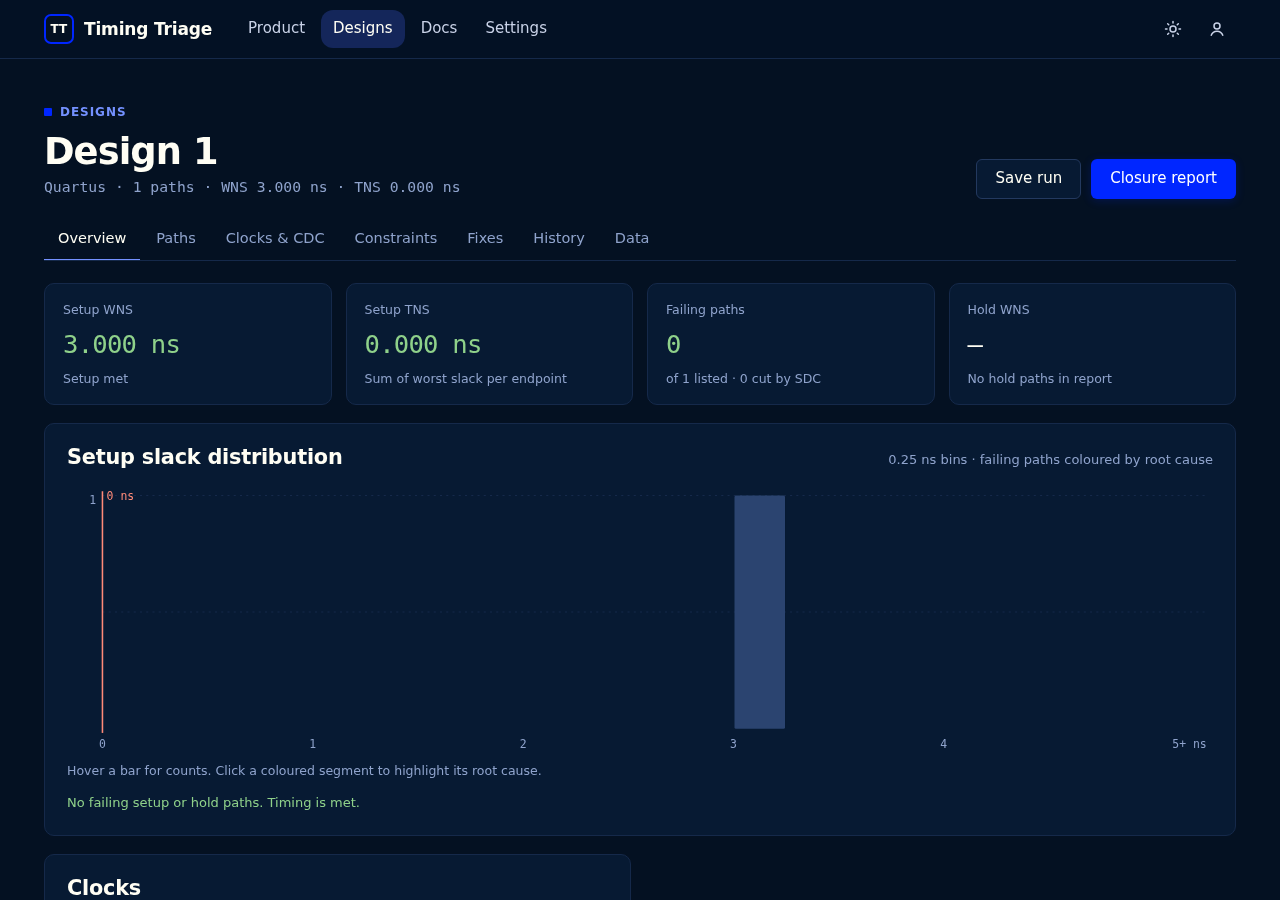 TT Timing Triage Product Designs Docs Settings
DESIGNS
Design 1
Quartus · 1 paths · WNS 3.000 ns · TNS 0.000 ns
Save run Closure report
Overview Paths Clocks & CDC Constraints Fixes History Data
Setup WNS
3.000 ns
Setup met
Setup TNS
0.000 ns
Sum of worst slack per endpoint
Failing paths
0
of 1 listed · 0 cut by SDC
Hold WNS
—
No hold paths in report
Setup slack distribution
0.25 ns bins · failing paths coloured by root cause
1 0 ns
0 1 2 3 4 5+ ns
Hover a bar for counts. Click a coloured segment to highlight its root cause.
No failing setup or hold paths. Timing is met.
Clocks